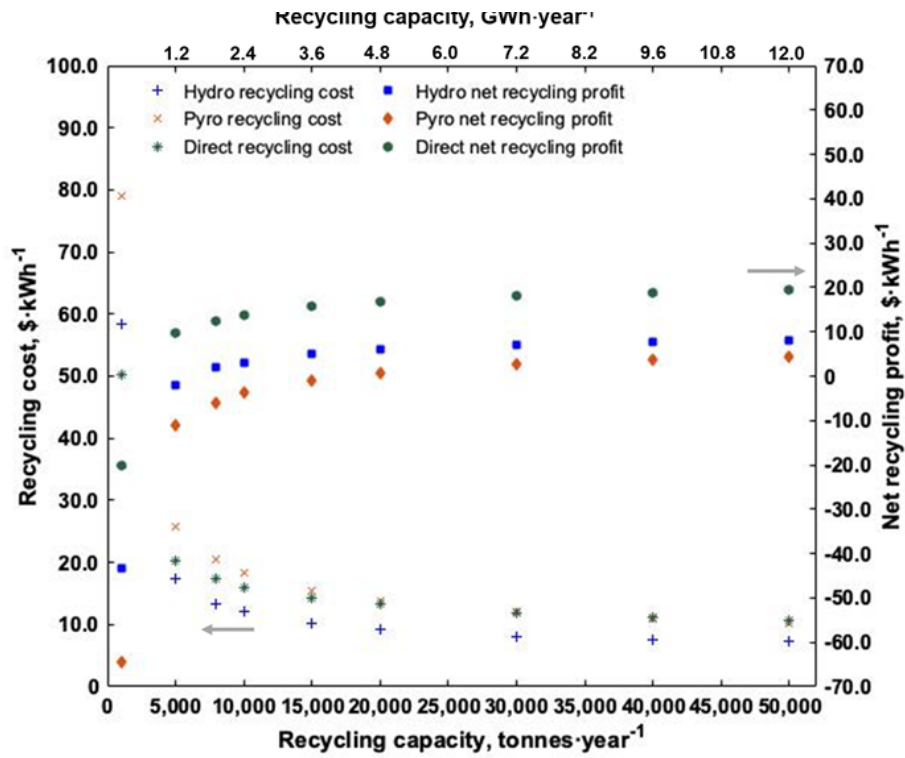 Recycling capacity, GWh·year⁻¹
1.2 2.4 3.6 4.8 6.0 7.2 8.2 9.6 10.8 12.0
100.0 70.0
Hydro recycling cost Hydro net recycling profit
Pyro recycling cost Pyro net recycling profit
Direct recycling cost Direct net recycling profit
90.0
80.0
70.0
60.0
50.0
40.0
30.0
20.0
10.0
0
60.0
50.0
40.0
30.0
20.0
10.0
0
-10.0
-20.0
-30.0
-40.0
-50.0
-60.0
-70.0
Recycling cost, $·kWh⁻¹
Net recycling profit, $·kWh⁻¹
0 5,000 10,000 15,000 20,000 25,000 30,000 35,000 40,000 45,000 50,000
Recycling capacity, tonnes·year⁻¹